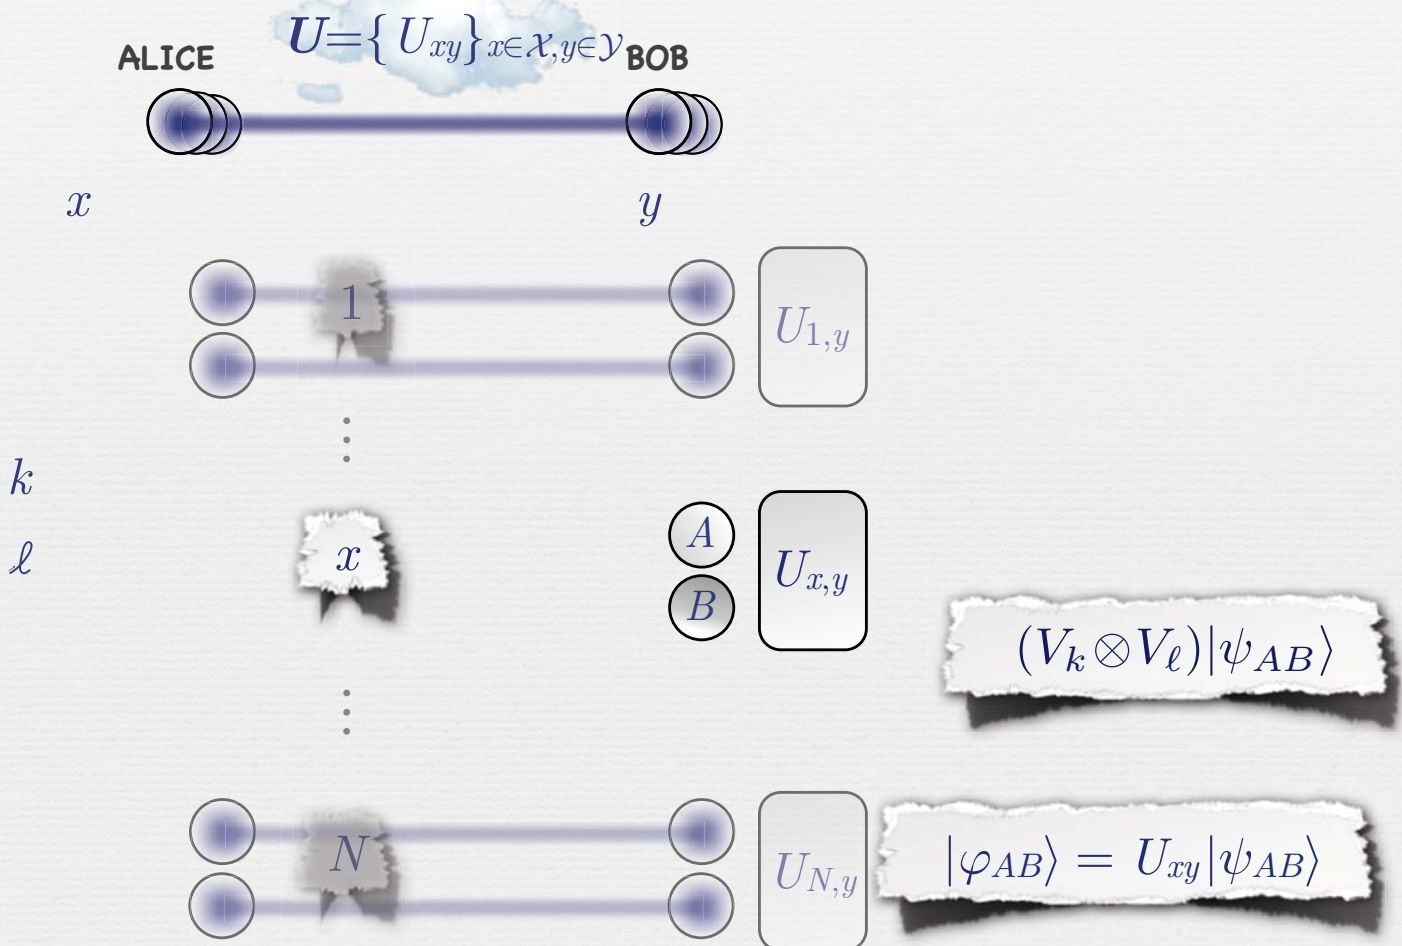 U={ U_{xy}}_{x∈𝒳,y∈𝒴}
ALICE BOB
x y
1
U_{1,y}
⋮
k
A
x U_{x,y}
ℓ
B
(V_k⊗V_ℓ)|ψ_{AB}⟩
⋮
N
|φ_{AB}⟩ = U_{xy}|ψ_{AB}⟩
U_{N,y}